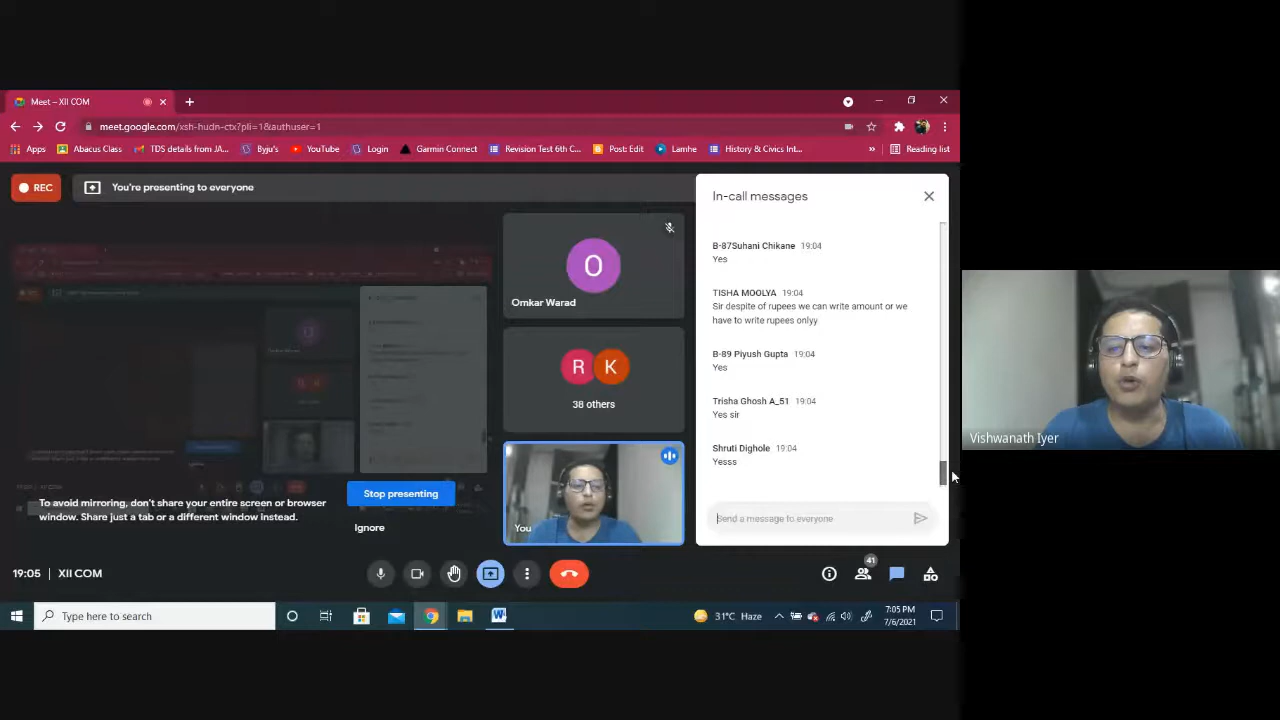 Meet – XII COM
meet.google.com/xsh-hudn-ctx?pli=1&authuser=1
Apps
Abacus Class
TDS details from JA...
Byju's
YouTube
Login
Garmin Connect
Revision Test 6th C...
Post: Edit
Lamhe
History & Civics Int...
»
Reading list
REC
You're presenting to everyone
In-call messages
B-87Suhani Chikane 19:04
Yes
TISHA MOOLYA 19:04
Sir despite of rupees we can write amount or we
have to write rupees onlyy
B-89 Piyush Gupta 19:04
Yes
Trisha Ghosh A_51 19:04
Yes sir
Shruti Dighole 19:04
Yesss
Send a message to everyone
O
Omkar Warad
R K
38 others
You
To avoid mirroring, don't share your entire screen or browser
window. Share just a tab or a different window instead.
Stop presenting
Ignore
Vishwanath Iyer
19:05 | XII COM
41
Type here to search
W
31°C Haze
7:05 PM
7/6/2021